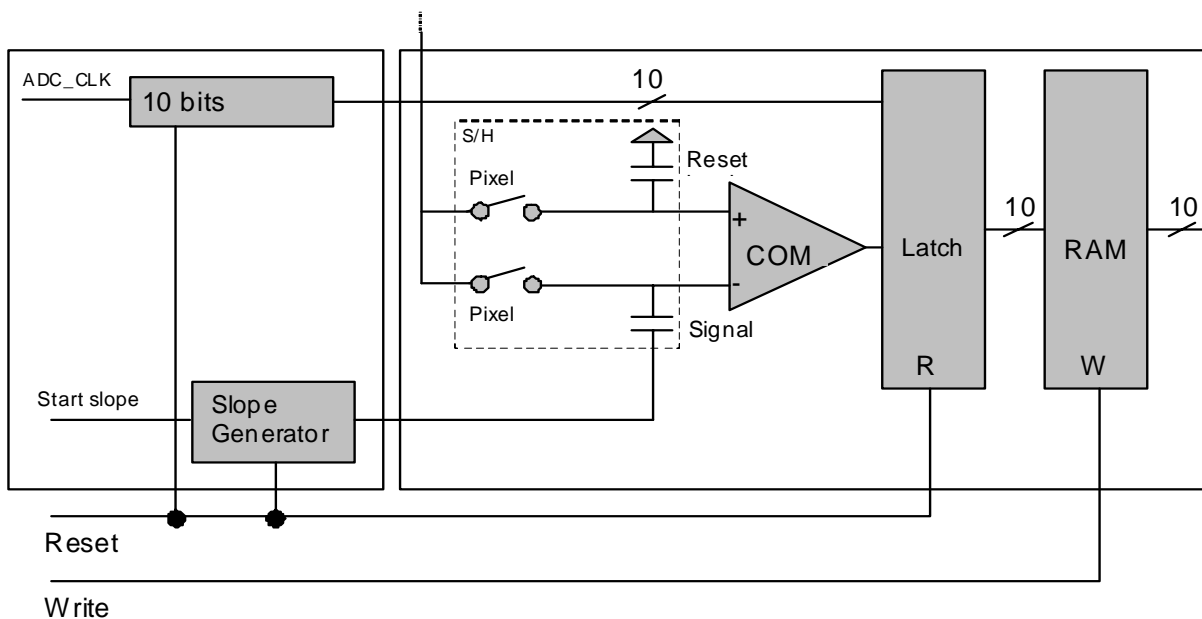 ADC_CLK
10 bits
10
S/H
Reset
Pixel
+
COM
-
Pixel
Signal
Latch
10
RAM
10
R
W
Start slope
Slope
Generator
Reset
Write